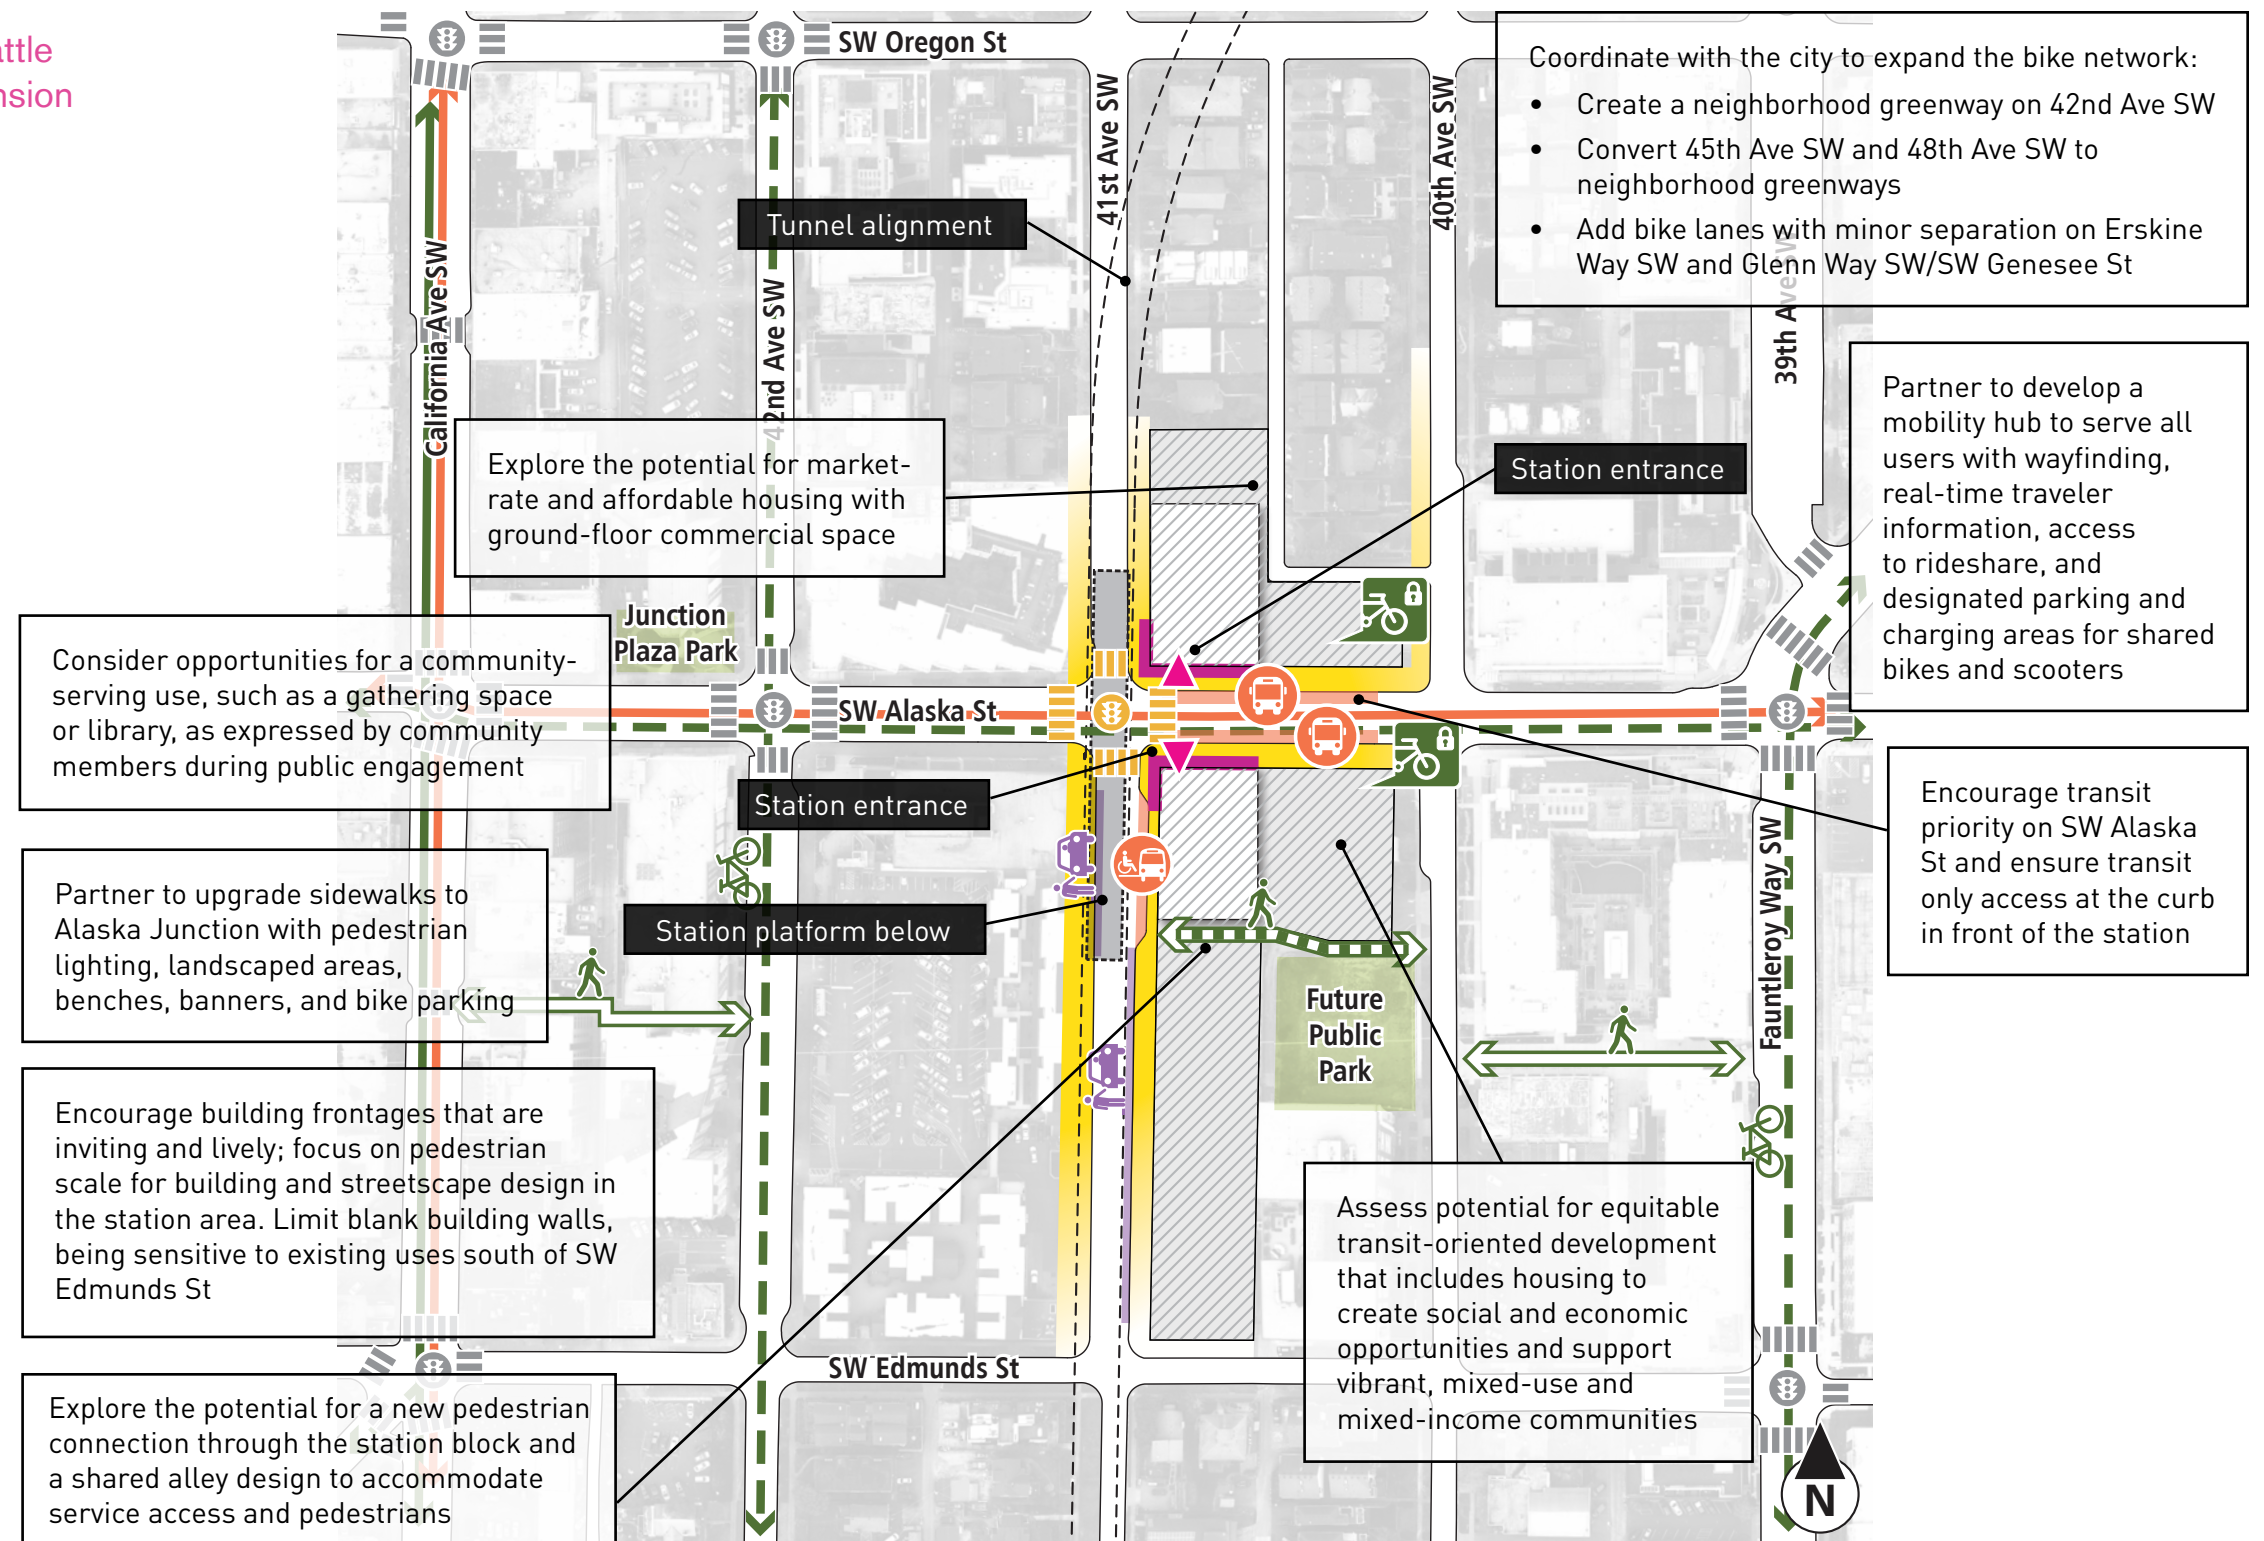 SW Oregon St
Coordinate with the city to expand the bike network:
• Create a neighborhood greenway on 42nd Ave SW
• Convert 45th Ave SW and 48th Ave SW to
neighborhood greenways
• Add bike lanes with minor separation on Erskine
Way SW and Glenn Way SW/SW Genesee St
41st Ave SW
40th Ave SW
Tunnel alignment
California Ave SW
42nd Ave SW
39th Ave SW
Partner to develop a
mobility hub to serve all
users with wayfinding,
real-time traveler
information, access
to rideshare, and
designated parking and
charging areas for shared
bikes and scooters
Explore the potential for market-
rate and affordable housing with
ground-floor commercial space
Station entrance
Junction
Plaza Park
Consider opportunities for a community-
serving use, such as a gathering space
or library, as expressed by community
members during public engagement
SW Alaska St
Station entrance
Encourage transit
priority on SW Alaska
St and ensure transit
only access at the curb
in front of the station
Partner to upgrade sidewalks to
Alaska Junction with pedestrian
lighting, landscaped areas,
benches, banners, and bike parking
Station platform below
Fauntleroy Way SW
Future
Public
Park
Encourage building frontages that are
inviting and lively; focus on pedestrian
scale for building and streetscape design in
the station area. Limit blank building walls,
being sensitive to existing uses south of SW
Edmunds St
Assess potential for equitable
transit-oriented development
that includes housing to
create social and economic
opportunities and support
vibrant, mixed-use and
mixed-income communities
SW Edmunds St
Explore the potential for a new pedestrian
connection through the station block and
a shared alley design to accommodate
service access and pedestrians
N